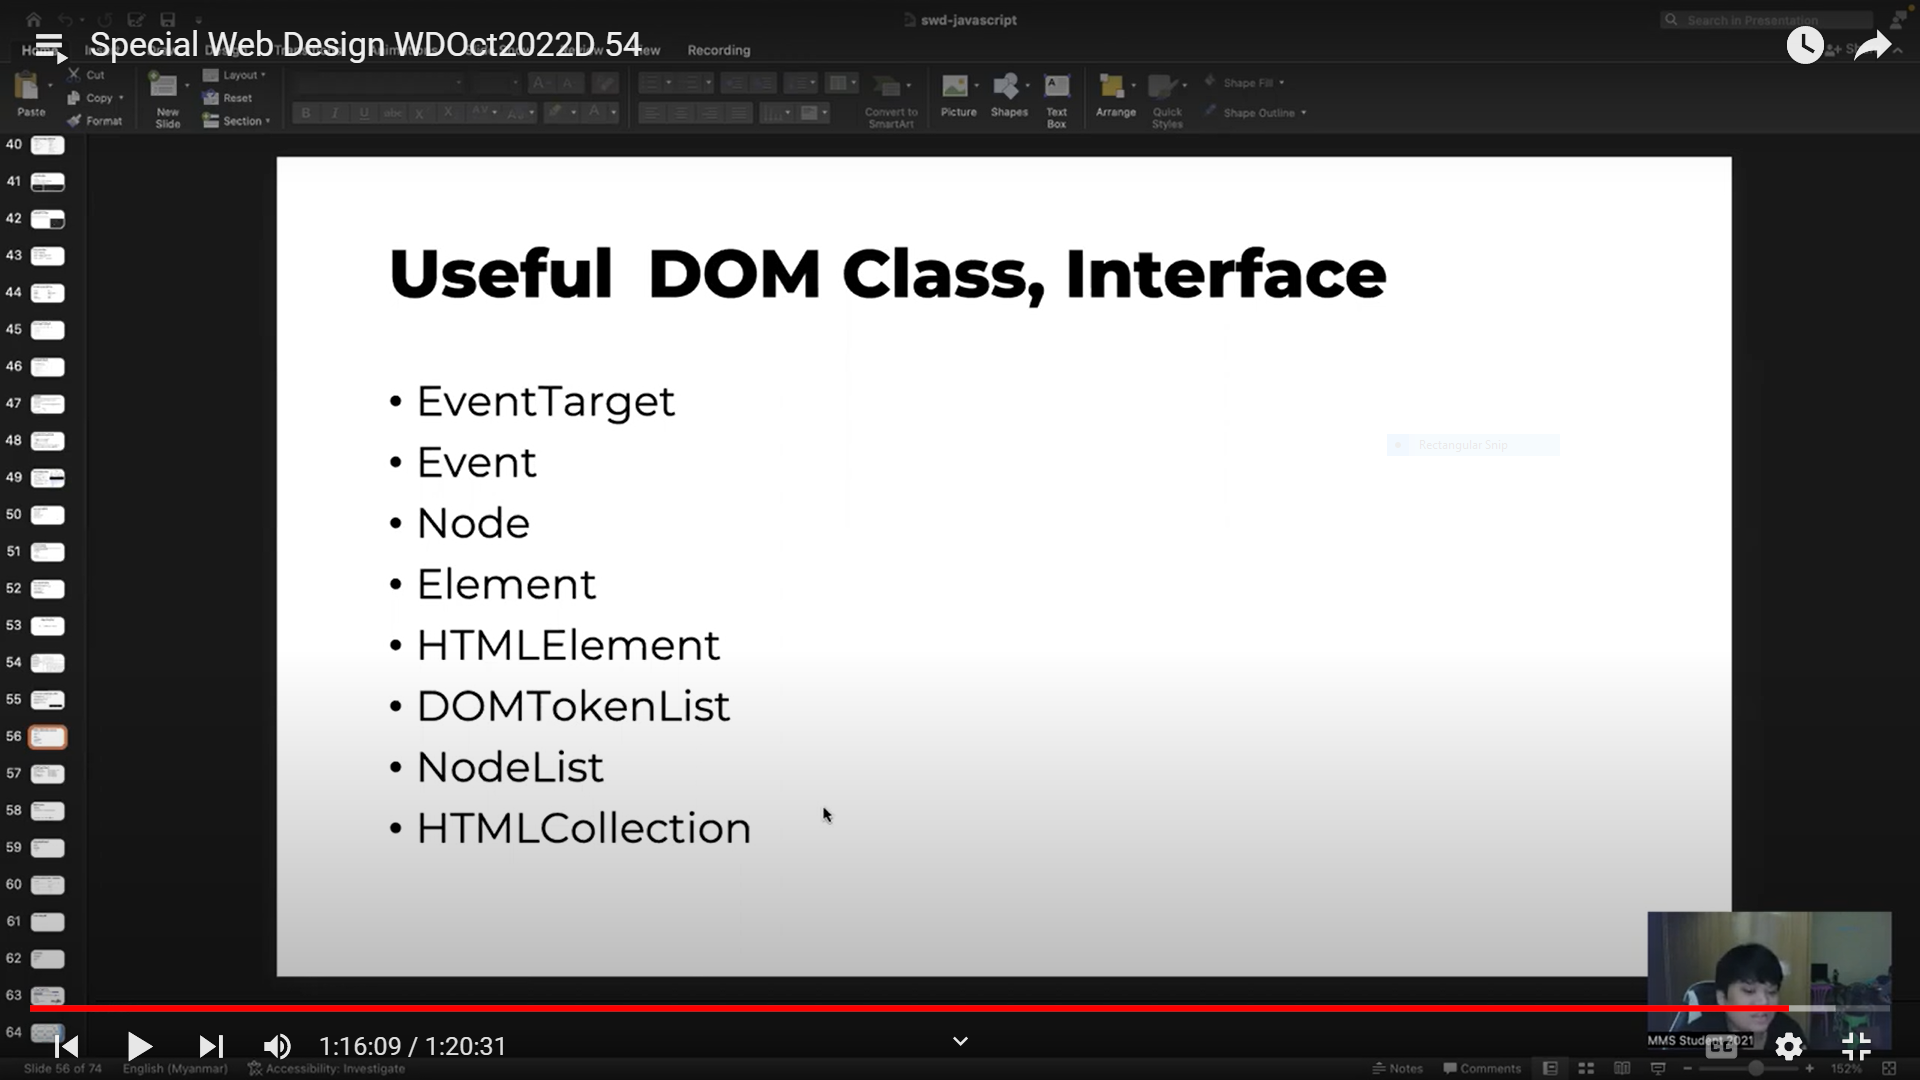 swd-javascript
Search in Presentation
Special Web Design WDOct2022D 54
Recording
Cut
Copy
Format
Paste
New
Slide
Layout
Reset
Section
Convert to
SmartArt
Picture
Shapes
Text
Box
Arrange
Quick
Styles
Shape Fill
Shape Outline
40
41
42
43
44
45
46
47
48
49
50
51
52
53
54
55
56
57
58
59
60
61
62
63
64
Useful DOM Class, Interface
• EventTarget
• Event
• Node
• Element
• HTMLElement
• DOMTokenList
• NodeList
• HTMLCollection
Rectangular Snip
MMS Student 2021
1:16:09 / 1:20:31
Slide 56 of 74
English (Myanmar)
Accessibility: Investigate
Notes
Comments
152%